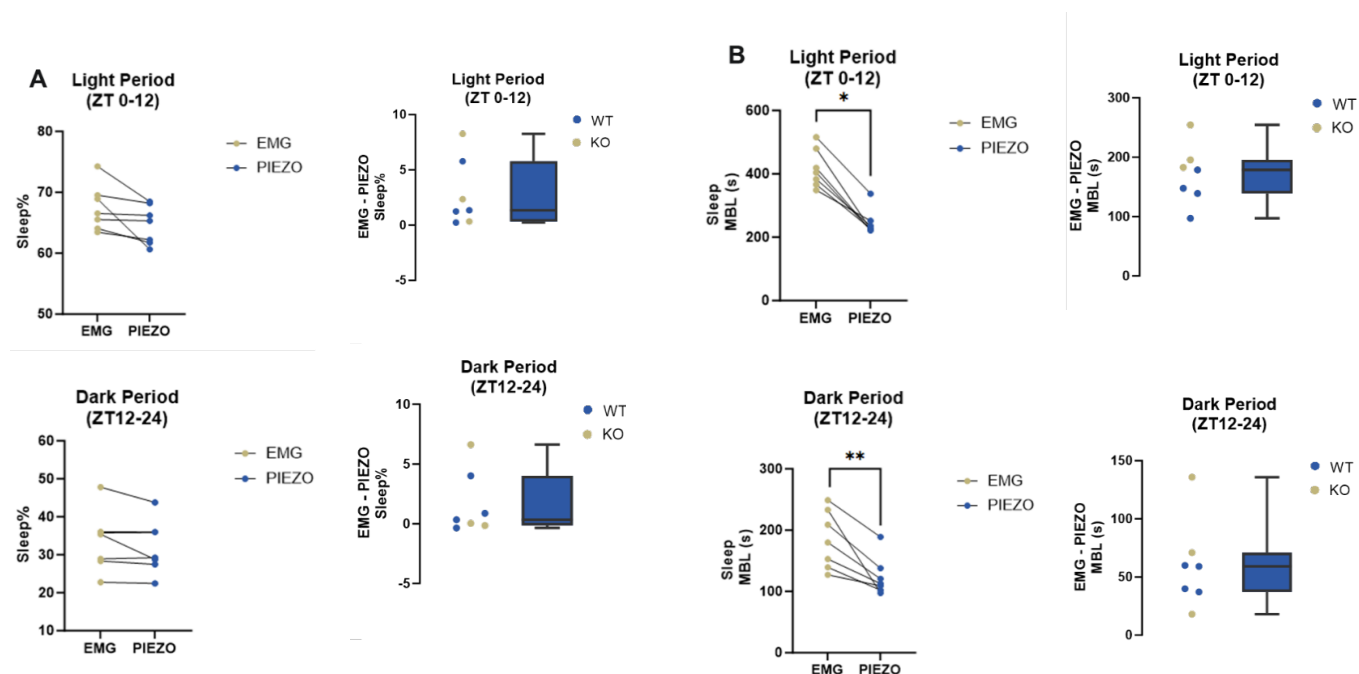 A
Light Period
(ZT 0-12)
80
70
60
50
Sleep%
EMG
PIEZO
EMG
PIEZO
Light Period
(ZT 0-12)
10
5
0
-5
EMG - PIEZO
Sleep%
WT
KO
B
Light Period
(ZT 0-12)
600
400
200
0
Sleep
MBL (s)
*
EMG
PIEZO
EMG
PIEZO
Light Period
(ZT 0-12)
300
200
100
0
EMG - PIEZO
MBL (s)
WT
KO
Dark Period
(ZT12-24)
60
50
40
30
20
10
Sleep%
EMG
PIEZO
EMG
PIEZO
Dark Period
(ZT12-24)
10
5
0
-5
EMG - PIEZO
Sleep%
WT
KO
Dark Period
(ZT12-24)
300
200
100
0
Sleep
MBL (s)
**
EMG
PIEZO
EMG
PIEZO
Dark Period
(ZT12-24)
150
100
50
0
EMG - PIEZO
MBL (s)
WT
KO